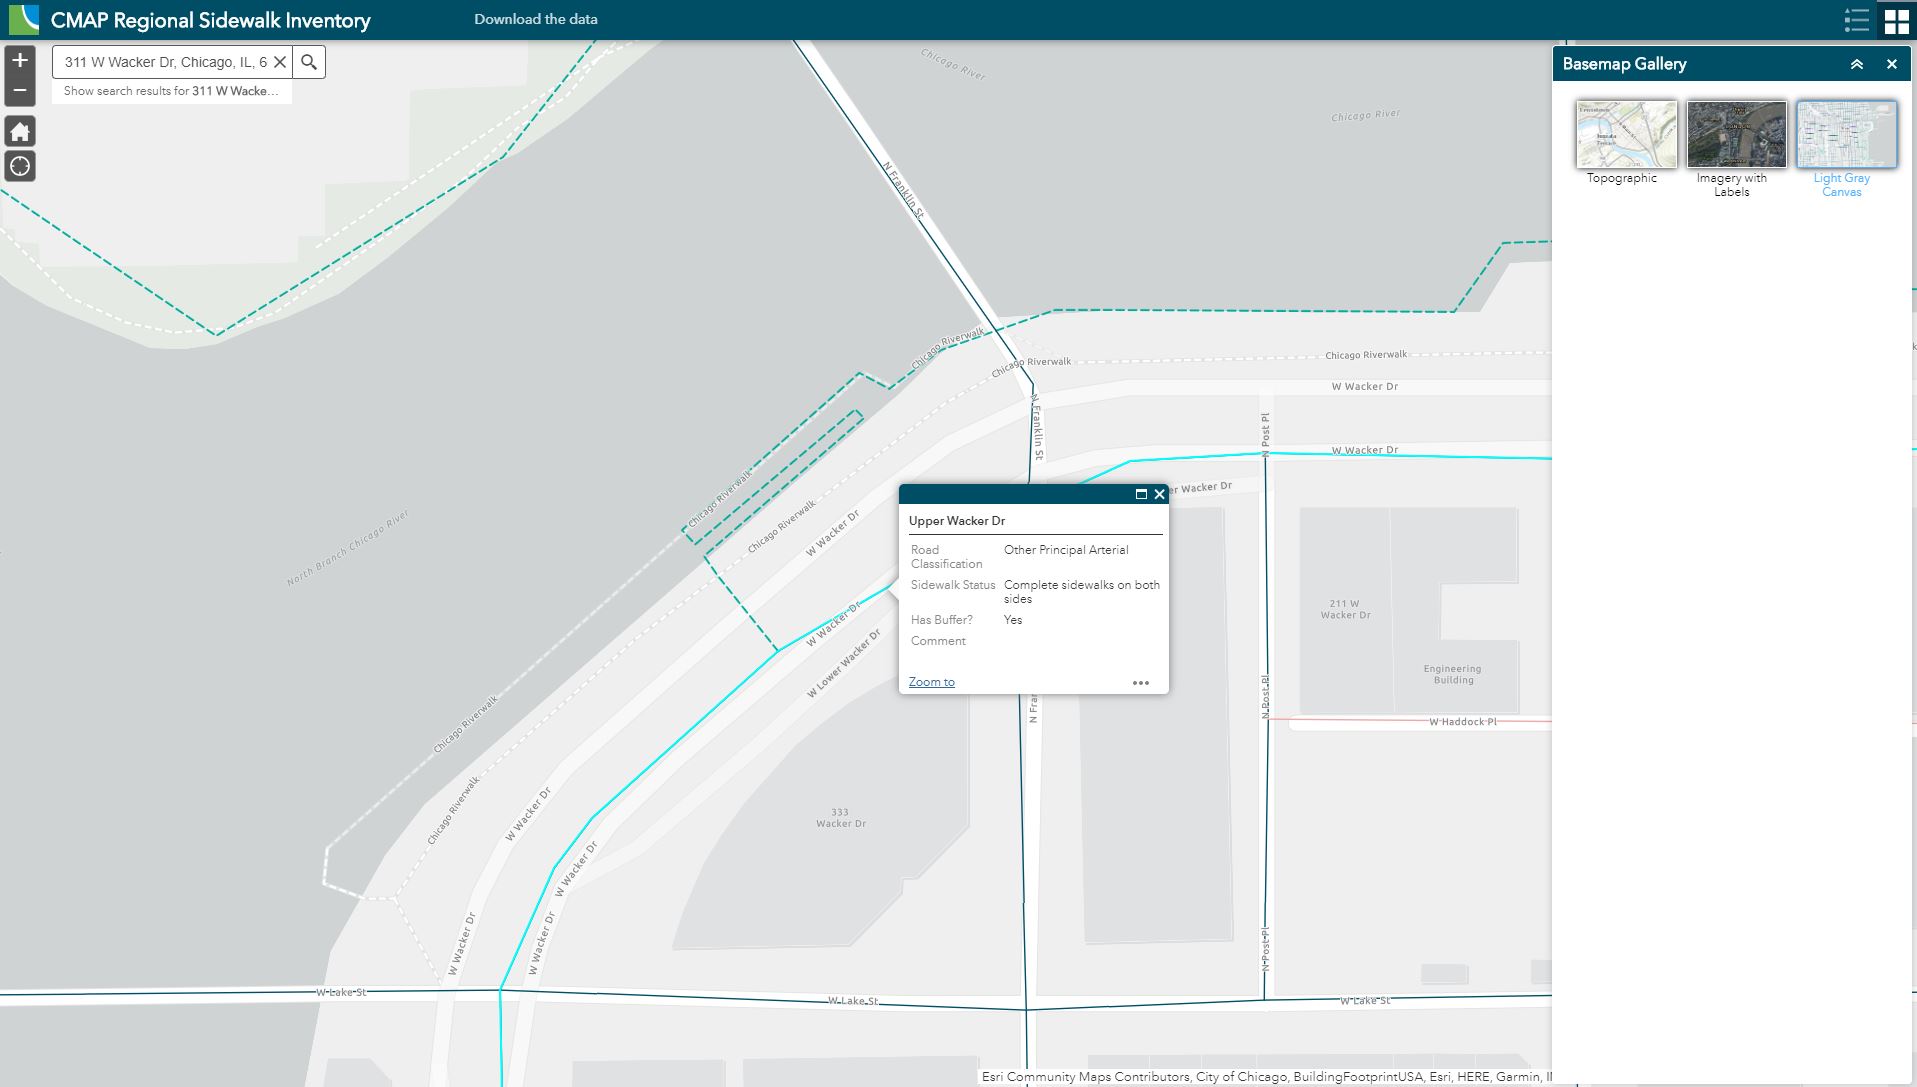 CMAP Regional Sidewalk Inventory
Download the data
+
311 W Wacker Dr, Chicago, IL, 6
−
Show search results for 311 W Wacke...
Basemap Gallery
Topographic
Imagery with
Labels
Light Gray
Canvas
Chicago River
Chicago River
N Franklin St
Chicago Riverwalk
Chicago Riverwalk
Chicago Riverwalk
W Wacker Dr
N Franklin St
N Post Pl
W Wacker Dr
er Wacker Dr
Chicago Riverwalk
Chicago Riverwalk
W Wacker Dr
North Branch Chicago River
Upper Wacker Dr
Road
Classification
Other Principal Arterial
Sidewalk Status
Complete sidewalks on both
sides
Has Buffer?
Yes
Comment
Zoom to
W Wacker Dr
W Lower Wacker Dr
211 W
Wacker Dr
Engineering
Building
N Fra
N Post Pl
W Haddock Pl
Chicago Riverwalk
Chicago Riverwalk
W Wacker Dr
333
Wacker Dr
W Wacker Dr
W Wacker Dr
W Wacker Dr
N Post Pl
W Lake St
W Lake St
W Lake St
Esri Community Maps Contributors, City of Chicago, BuildingFootprintUSA, Esri, HERE, Garmin, I